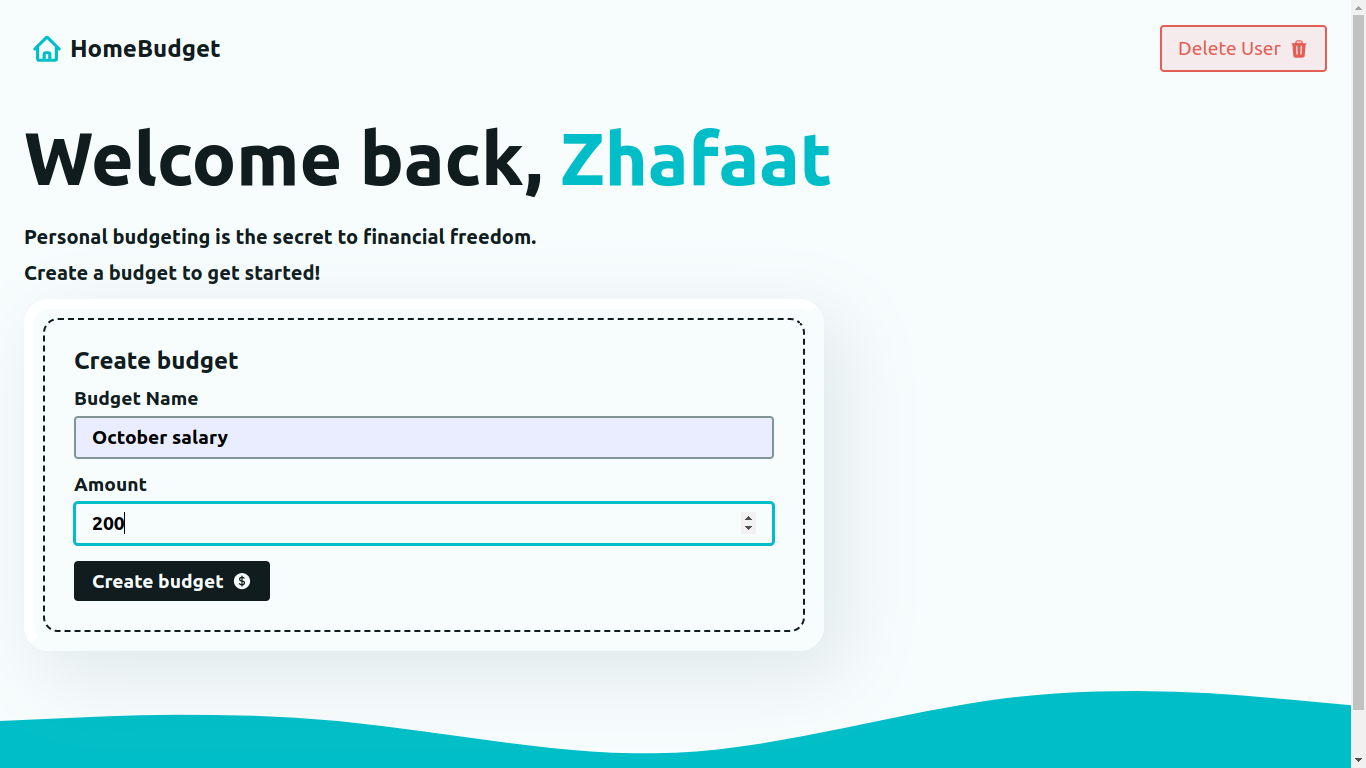 HomeBudget
Delete User
Welcome back, Zhafaat
Personal budgeting is the secret to financial freedom.
Create a budget to get started!
Create budget
Budget Name
October salary
Amount
200
Create budget $